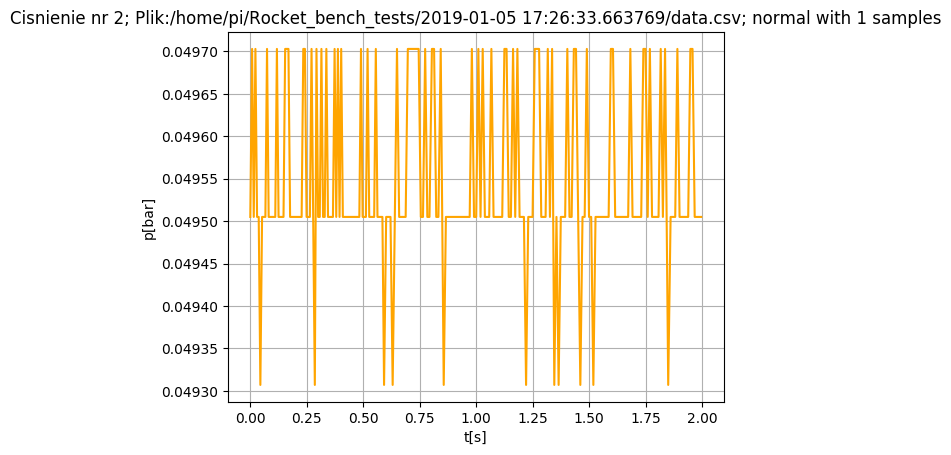 Cisnienie nr 2; Plik:/home/pi/Rocket_bench_tests/2019-01-05 17:26:33.663769/data.csv; normal with 1 samples
0.04970
0.04965
0.04960
0.04955
0.04950
0.04945
0.04940
0.04935
0.04930
p[bar]
0.00 0.25 0.50 0.75 1.00 1.25 1.50 1.75 2.00
t[s]